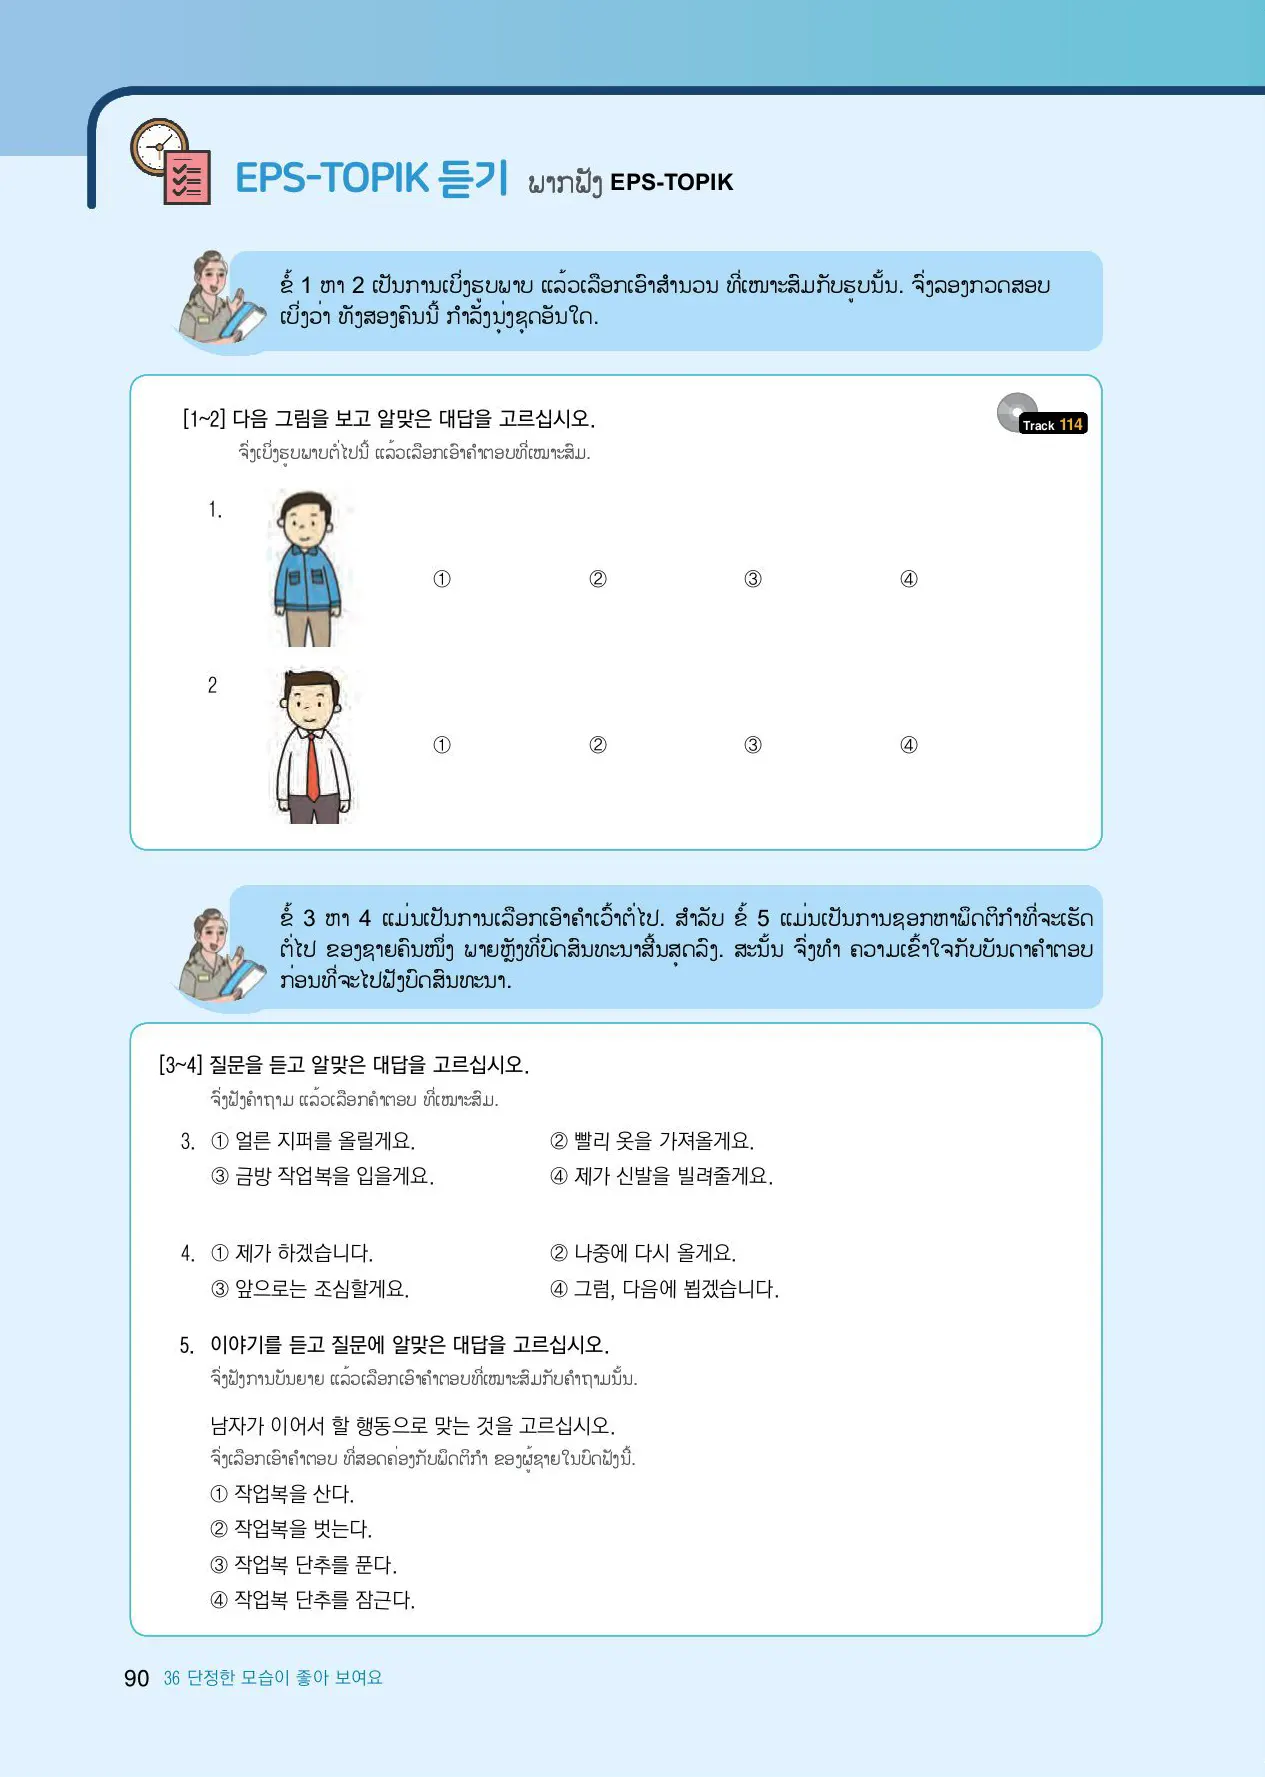 EPS-TOPIK 듣기 ພາກຟັງ EPS-TOPIK
ຂໍ້ 1 ຫາ 2 ເປັນການເບິ່ງຮູບພາບ ແລ້ວເລືອກເອົາສຳນວນ ທີ່ເໝາະສົມກັບຮູບນັ້ນ. ຈົ່ງລອງກວດສອບ
ເບິ່ງວ່າ ທັງສອງຄົນນີ້ ກຳລັງນຸ່ງຊຸດອັນໃດ.
[1~2] 다음 그림을 보고 알맞은 대답을 고르십시오.
Track 114
ຈົ່ງເບິ່ງຮູບພາບຕໍ່ໄປນີ້ ແລ້ວເລືອກເອົາຄຳຕອບທີ່ເໝາະສົມ.
1.
① ② ③ ④
2
① ② ③ ④
ຂໍ້ 3 ຫາ 4 ແມ່ນເປັນການເລືອກເອົາຄຳເວົ້າຕໍ່ໄປ. ສຳລັບ ຂໍ້ 5 ແມ່ນເປັນການຊອກຫາພຶດຕິກຳທີ່ຈະເຮັດ
ຕໍ່ໄປ ຂອງຊາຍຄົນໜຶ່ງ ພາຍຫຼັງທີ່ບົດສົນທະນາສິ້ນສຸດລົງ. ສະນັ້ນ ຈົ່ງທຳ ຄວາມເຂົ້າໃຈກັບບັນດາຄຳຕອບ
ກ່ອນທີ່ຈະໄປຟັງບົດສົນທະນາ.
[3~4] 질문을 듣고 알맞은 대답을 고르십시오.
ຈົ່ງຟັງຄຳຖາມ ແລ້ວເລືອກຄຳຕອບ ທີ່ເໝາະສົມ.
3. ① 얼른 지퍼를 올릴게요. ② 빨리 옷을 가져올게요.
③ 금방 작업복을 입을게요. ④ 제가 신발을 빌려줄게요.
4. ① 제가 하겠습니다. ② 나중에 다시 올게요.
③ 앞으로는 조심할게요. ④ 그럼, 다음에 뵙겠습니다.
5. 이야기를 듣고 질문에 알맞은 대답을 고르십시오.
ຈົ່ງຟັງການບັນຍາຍ ແລ້ວເລືອກເອົາຄຳຕອບທີ່ເໝາະສົມກັບຄຳຖາມນັ້ນ.
남자가 이어서 할 행동으로 맞는 것을 고르십시오.
ຈົ່ງເລືອກເອົາຄຳຕອບ ທີ່ສອດຄ່ອງກັບພຶດຕິກຳ ຂອງຜູ້ຊາຍໃນບົດຟັງນີ້.
① 작업복을 산다.
② 작업복을 벗는다.
③ 작업복 단추를 푼다.
④ 작업복 단추를 잠근다.
90 36 단정한 모습이 좋아 보여요